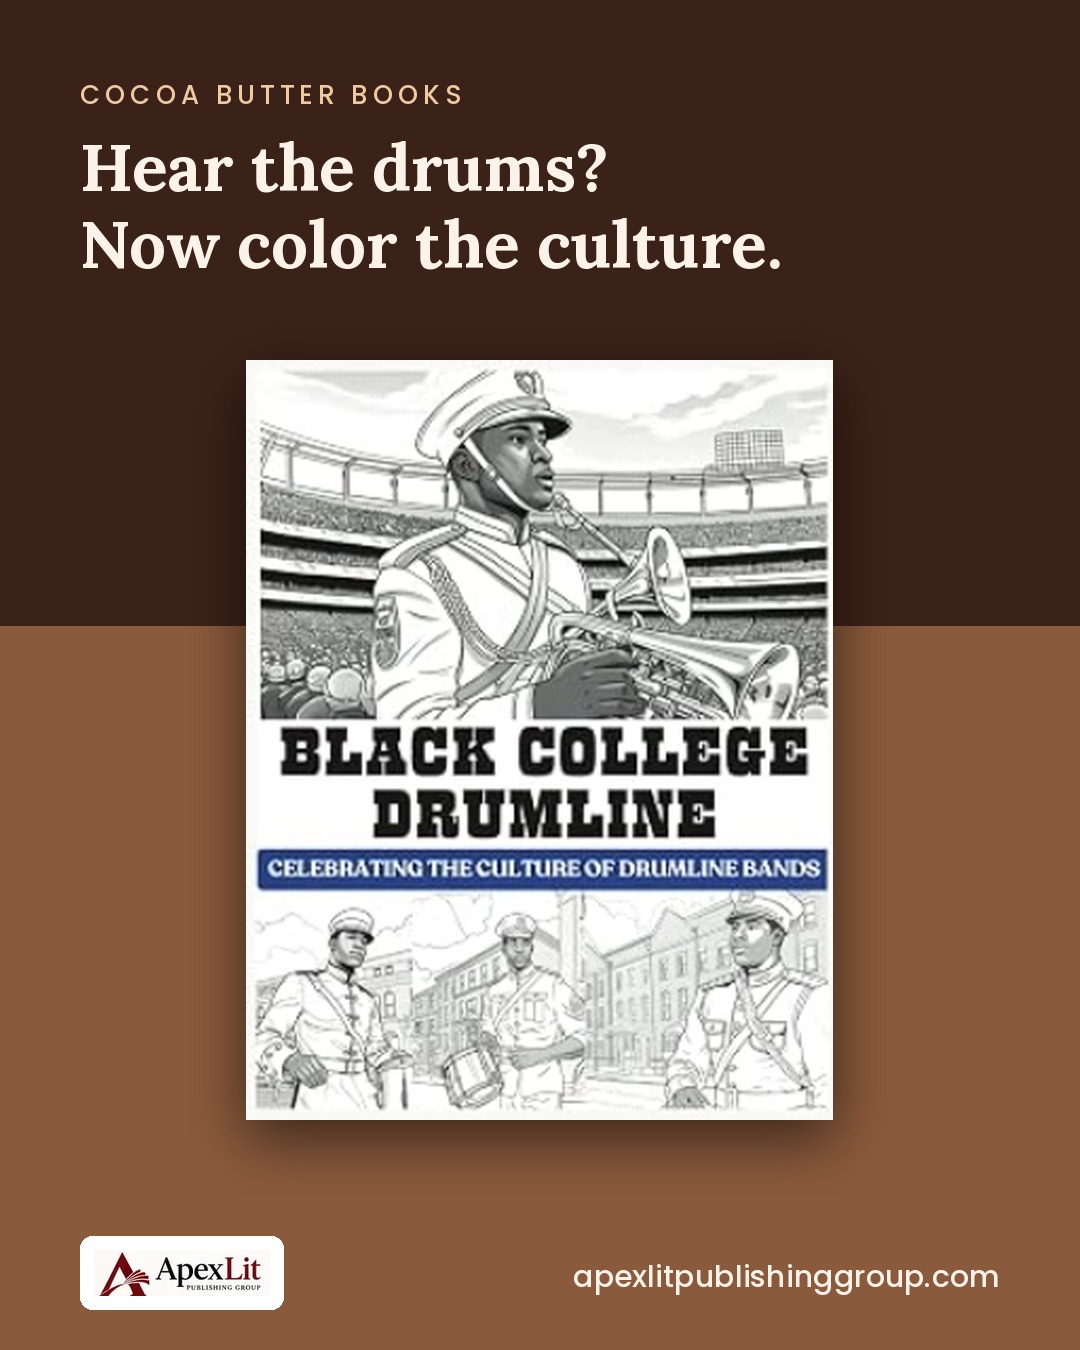 COCOA BUTTER BOOKS
Hear the drums?
Now color the culture.
BLACK COLLEGE
DRUMLINE
CELEBRATING THE CULTURE OF DRUMLINE BANDS
ApexLit
PUBLISHING GROUP
apexlitpublishinggroup.com